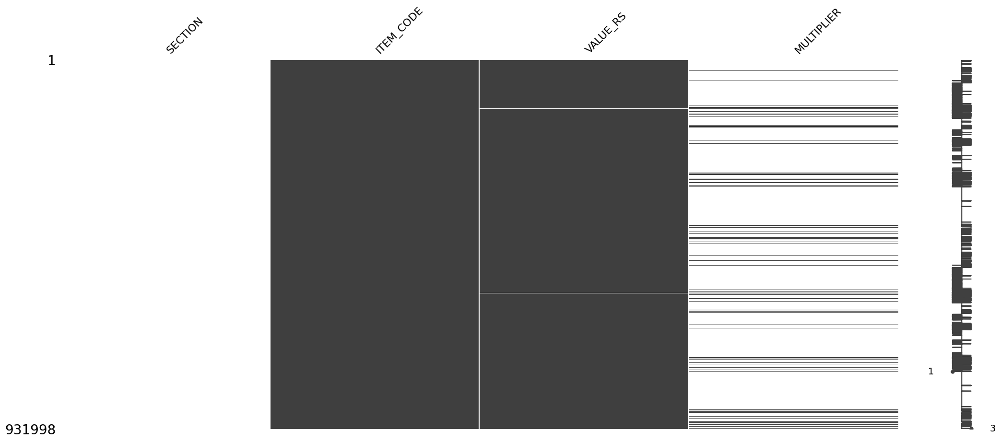 SECTION
ITEM_CODE
VALUE_RS
MULTIPLIER
1
1
931998
3